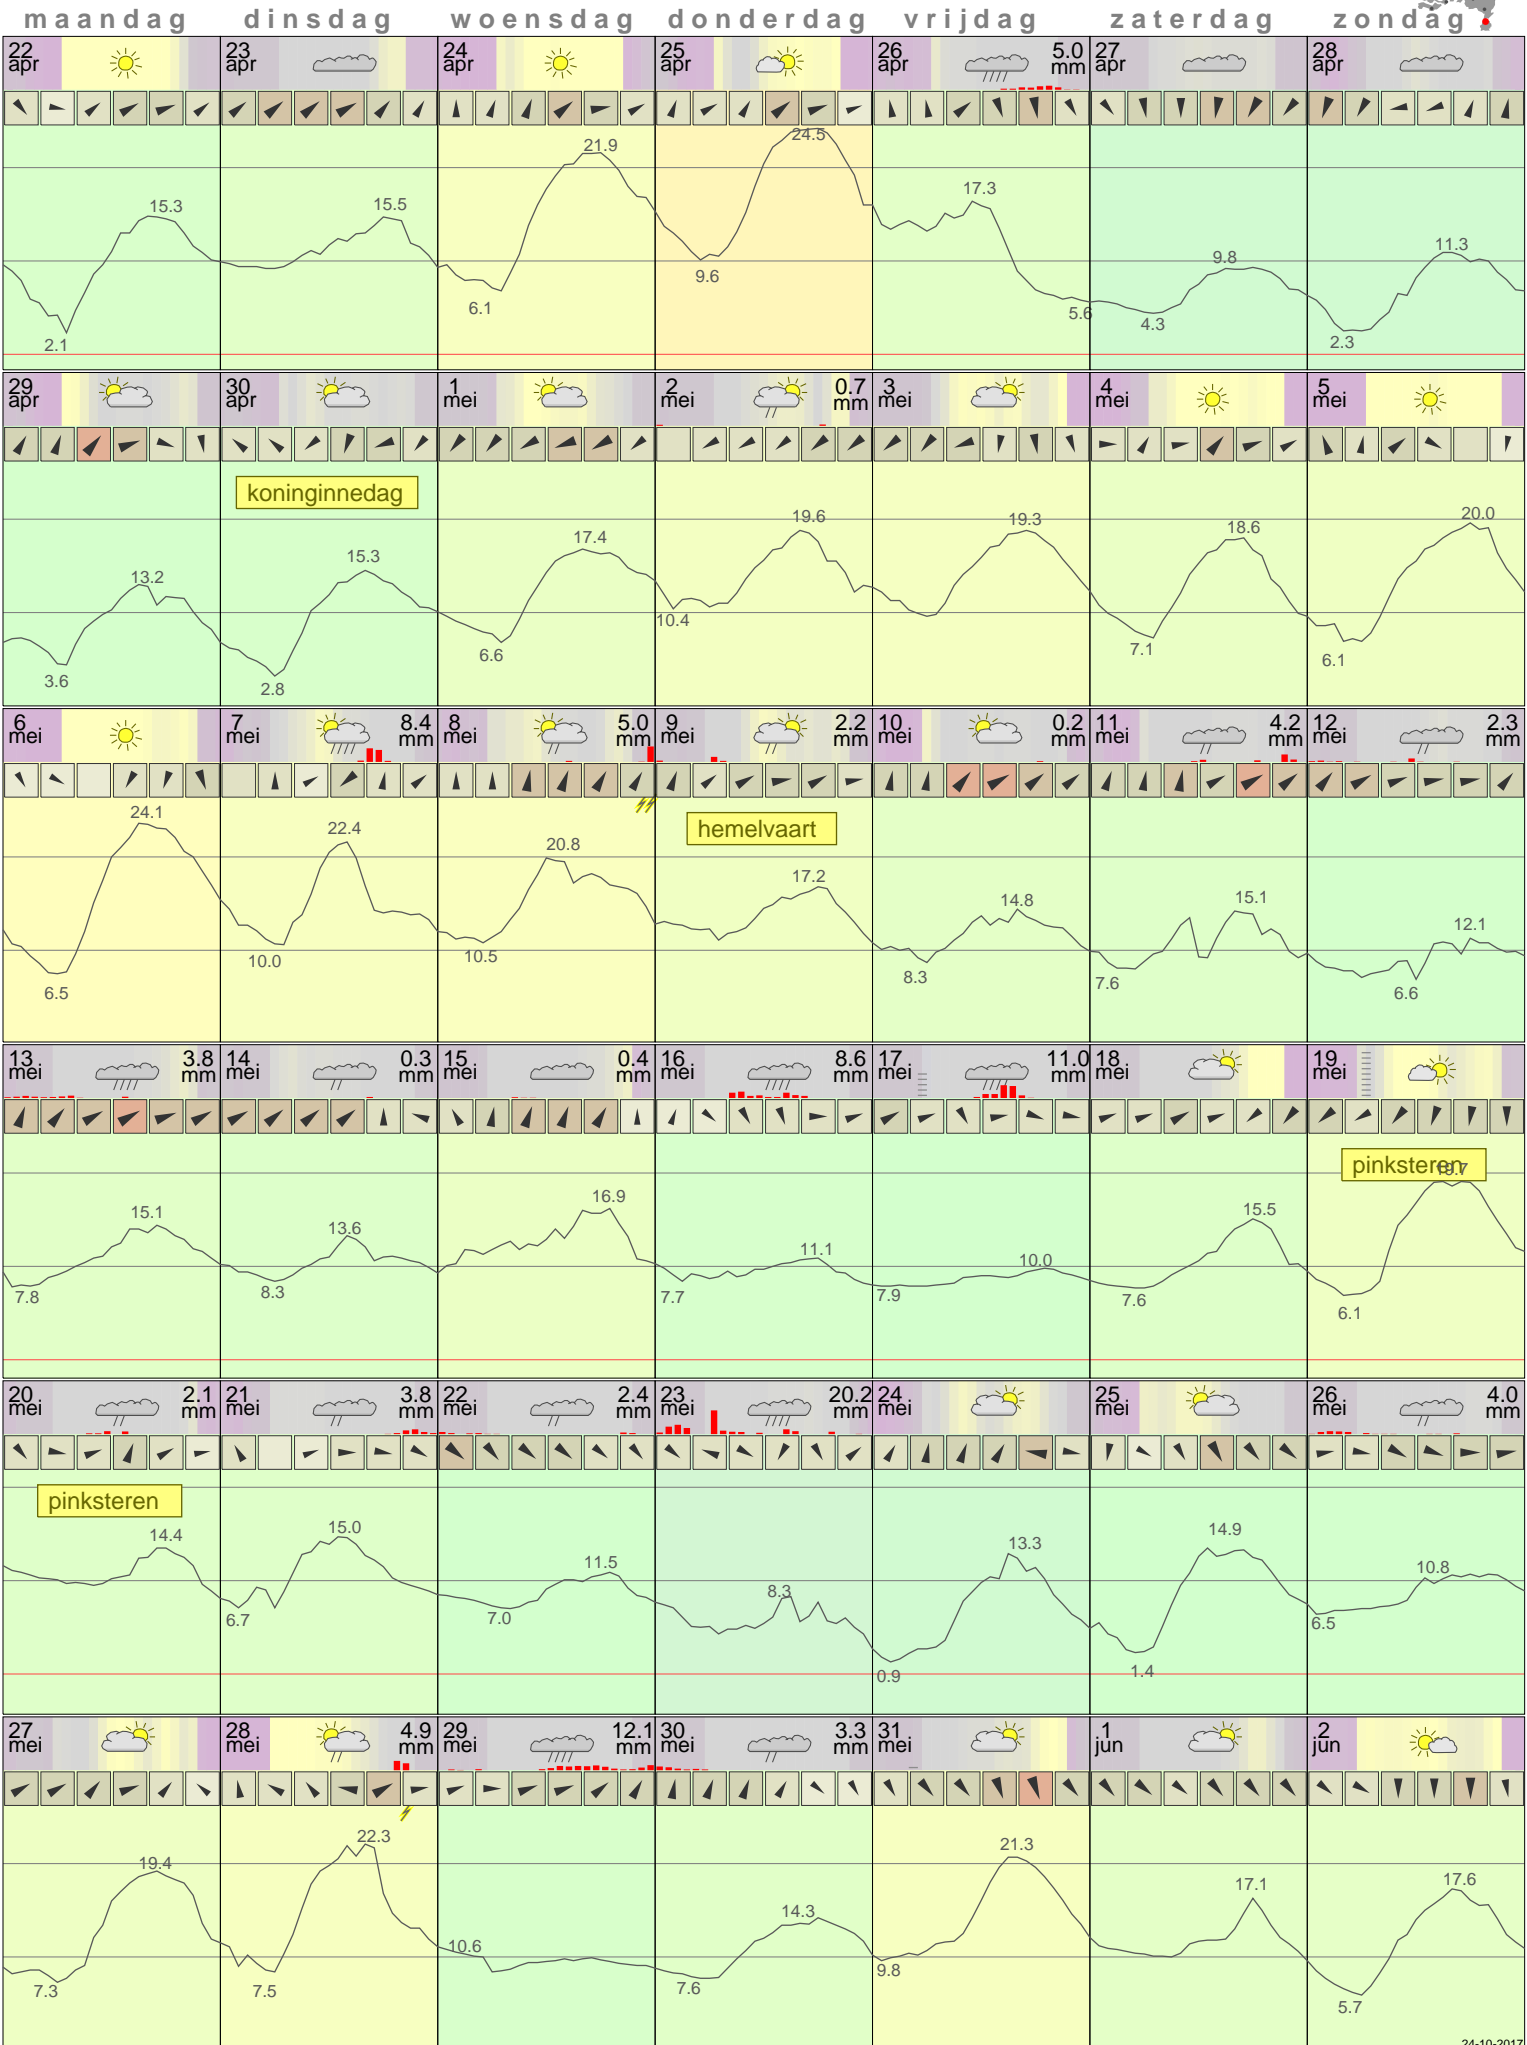 maandag dinsdag woensdag donderdag vrijdag zaterdag zondag
22 23 24 25 26 5.0 27 28
apr apr apr apr apr mm apr apr
15.3 15.5 21.9 24.5 17.3 9.8 11.3
2.1 6.1 9.6 5.6 4.3 2.3
29 30 1 2 0.7 3 4 5
apr apr mei mei mm mei mei mei
koninginnedag
13.2 15.3 17.4 19.6 19.3 18.6 20.0
3.6 2.8 6.6 10.4 7.1 6.1
6 7 8.4 8 5.0 9 2.2 10 0.2 11 4.2 12 2.3
mei mei mm mei mm mei mm mei mm mei mm mei mm
hemelvaart
24.1 22.4 20.8 17.2 14.8 15.1 12.1
6.5 10.0 10.5 8.3 7.6 6.6
13 3.8 14 0.3 15 0.4 16 8.6 17 11.0 18 19
mei mm mei mm mei mm mei mm mei mm mei mei
pinksteren
15.1 13.6 16.9 11.1 10.0 15.5 19.7
7.8 8.3 7.7 7.9 7.6 6.1
20 2.1 21 3.8 22 2.4 23 20.2 24 25 26 4.0
mei mm mei mm mei mm mei mm mei mei mei mm
pinksteren
14.4 15.0 11.5 8.3 13.3 14.9 10.8
6.7 7.0 0.9 1.4 6.5
27 28 4.9 29 12.1 30 3.3 31 1 2
mei mei mm mei mm mei mm mei jun jun
19.4 22.3 10.6 14.3 21.3 17.1 17.6
7.3 7.5 7.6 9.8 5.7
24-10-2017